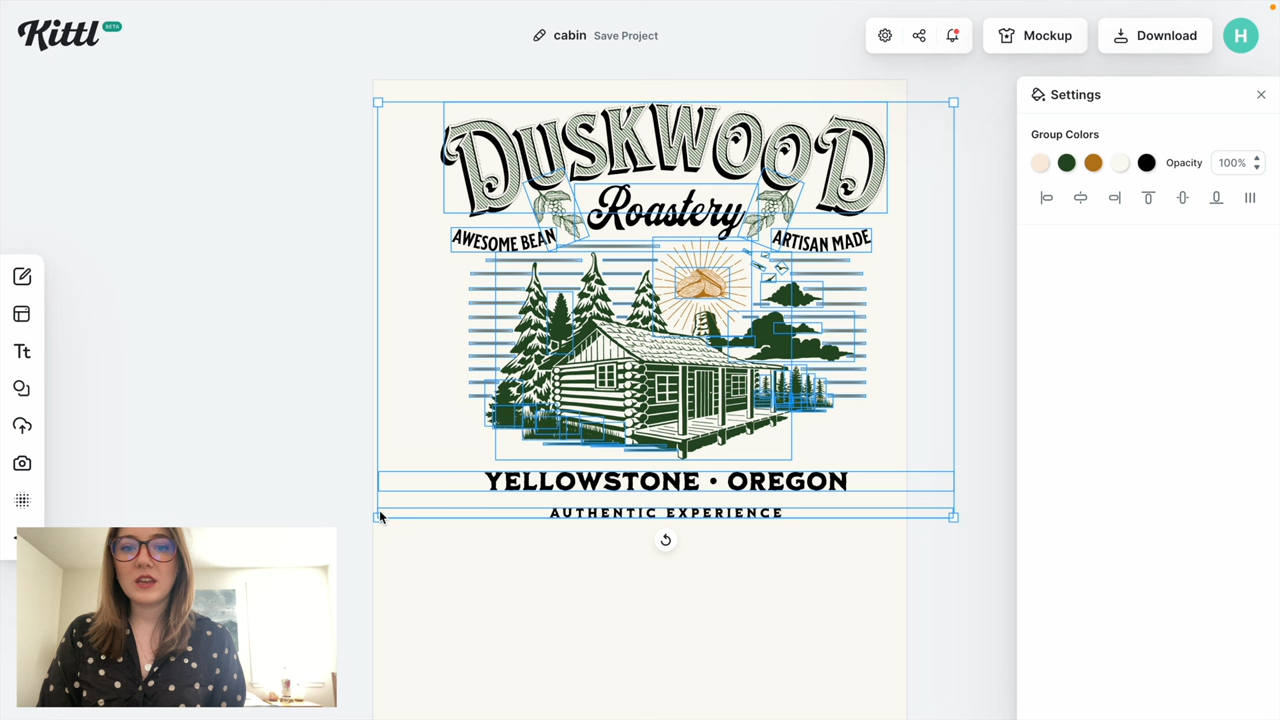 Kittl BETA
cabin Save Project
Mockup
Download
H
Settings
Group Colors
Opacity 100%
Tt
DUSKWOOD
Roastery
AWESOME BEAN
ARTISAN MADE
YELLOWSTONE • OREGON
AUTHENTIC EXPERIENCE